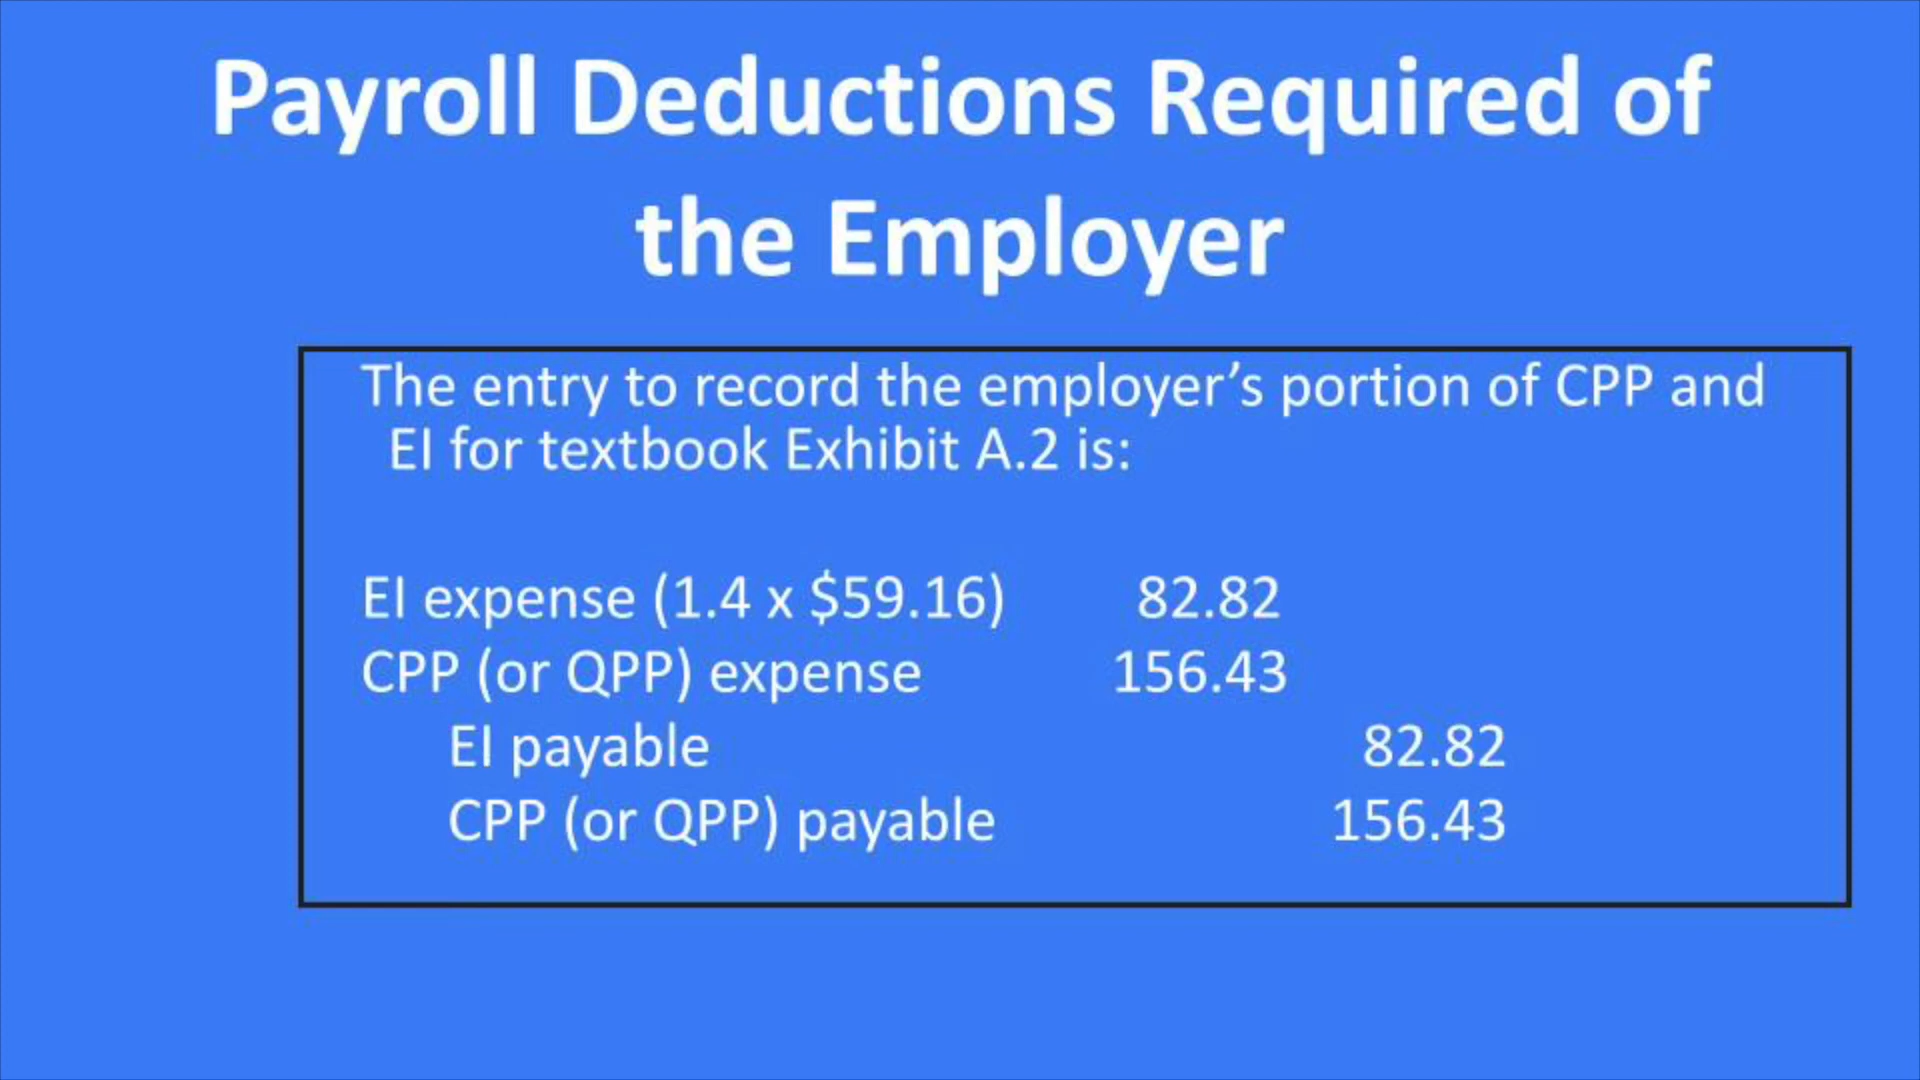 Payroll Deductions Required of
the Employer
The entry to record the employer’s portion of CPP and
EI for textbook Exhibit A.2 is:
EI expense (1.4 x $59.16) 82.82
CPP (or QPP) expense 156.43
EI payable 82.82
CPP (or QPP) payable 156.43